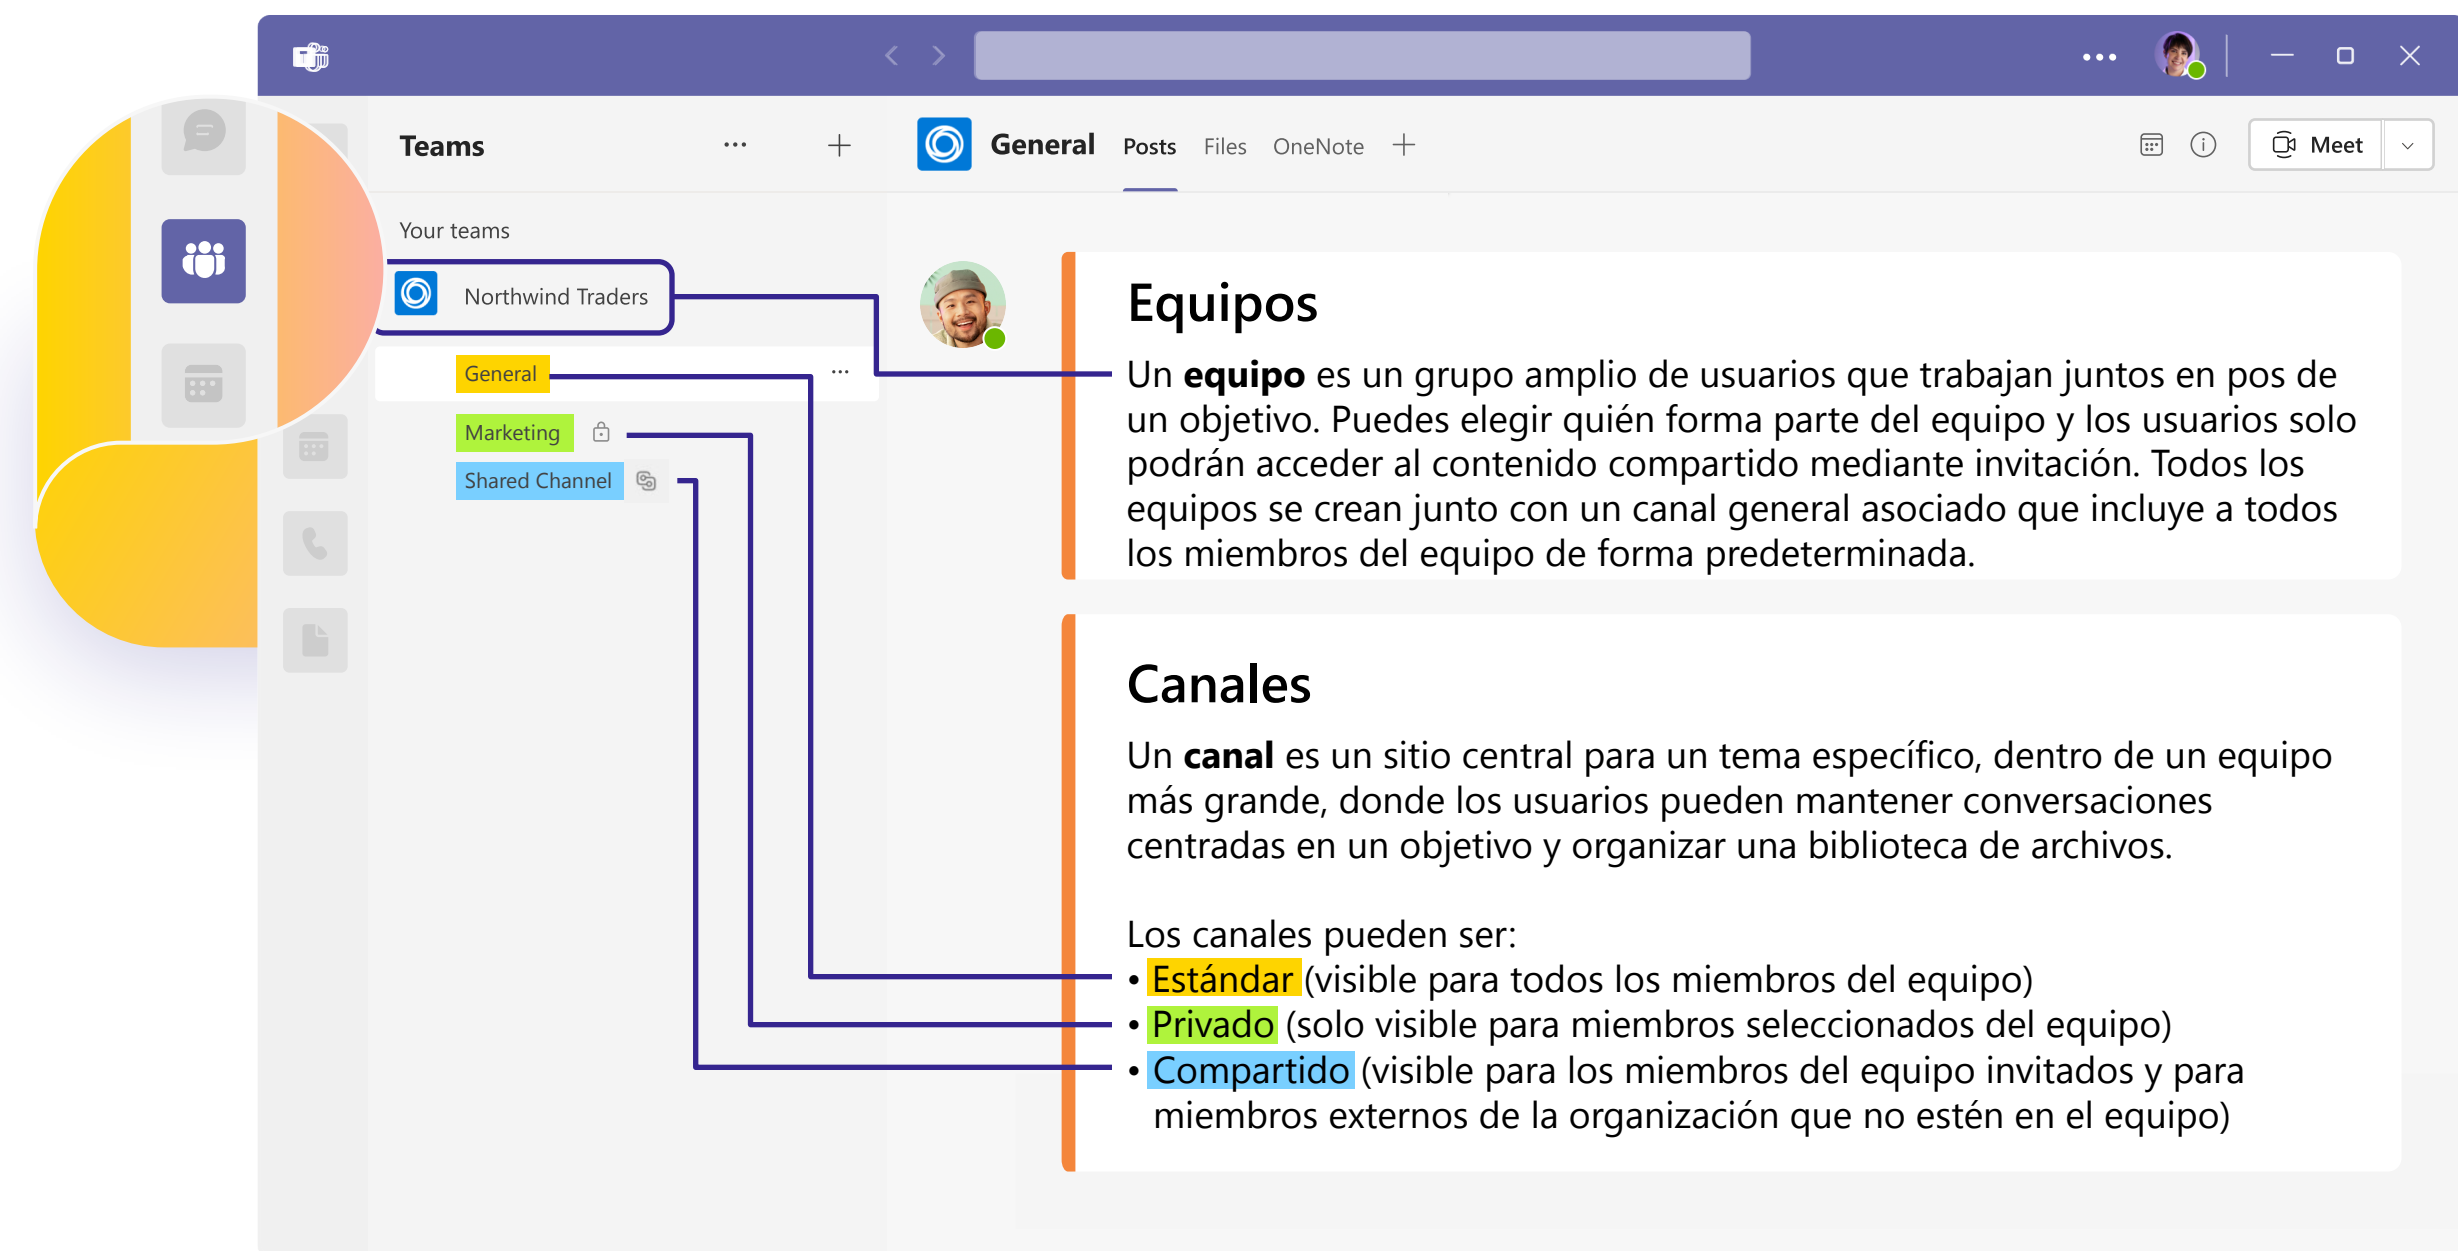 Teams
...
General Posts Files OneNote
Meet
Your teams
Northwind Traders
General
Marketing
Shared Channel
Equipos
Un equipo es un grupo amplio de usuarios que trabajan juntos en pos de
un objetivo. Puedes elegir quién forma parte del equipo y los usuarios solo
podrán acceder al contenido compartido mediante invitación. Todos los
equipos se crean junto con un canal general asociado que incluye a todos
los miembros del equipo de forma predeterminada.
Canales
Un canal es un sitio central para un tema específico, dentro de un equipo
más grande, donde los usuarios pueden mantener conversaciones
centradas en un objetivo y organizar una biblioteca de archivos.
Los canales pueden ser:
• Estándar (visible para todos los miembros del equipo)
• Privado (solo visible para miembros seleccionados del equipo)
• Compartido (visible para los miembros del equipo invitados y para
miembros externos de la organización que no estén en el equipo)